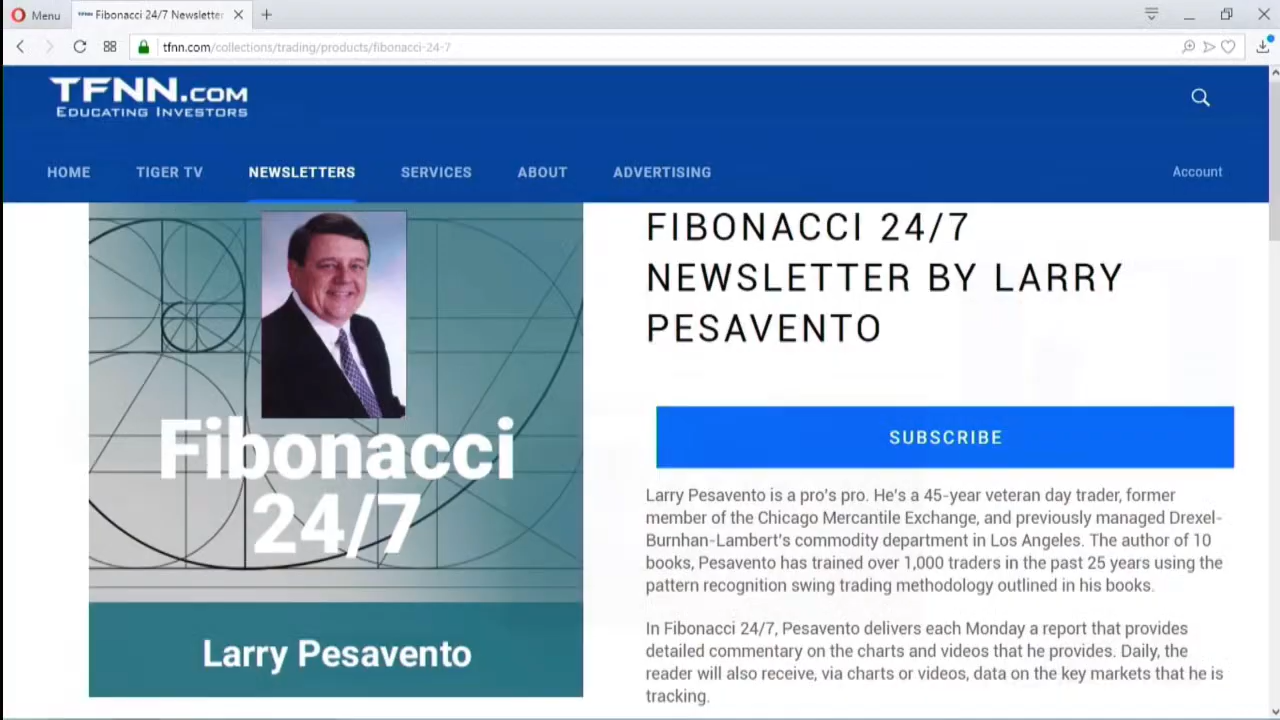 Menu
Fibonacci 24/7 Newsletter
tfnn.com/collections/trading/products/fibonacci-24-7
TFNN.COM
EDUCATING INVESTORS
HOME TIGER TV NEWSLETTERS SERVICES ABOUT ADVERTISING Account
Fibonacci
24/7
Larry Pesavento
FIBONACCI 24/7
NEWSLETTER BY LARRY
PESAVENTO
SUBSCRIBE
Larry Pesavento is a pro's pro. He's a 45-year veteran day trader, former
member of the Chicago Mercantile Exchange, and previously managed Drexel-
Burnhan-Lambert's commodity department in Los Angeles. The author of 10
books, Pesavento has trained over 1,000 traders in the past 25 years using the
pattern recognition swing trading methodology outlined in his books.
In Fibonacci 24/7, Pesavento delivers each Monday a report that provides
detailed commentary on the charts and videos that he provides. Daily, the
reader will also receive, via charts or videos, data on the key markets that he is
tracking.